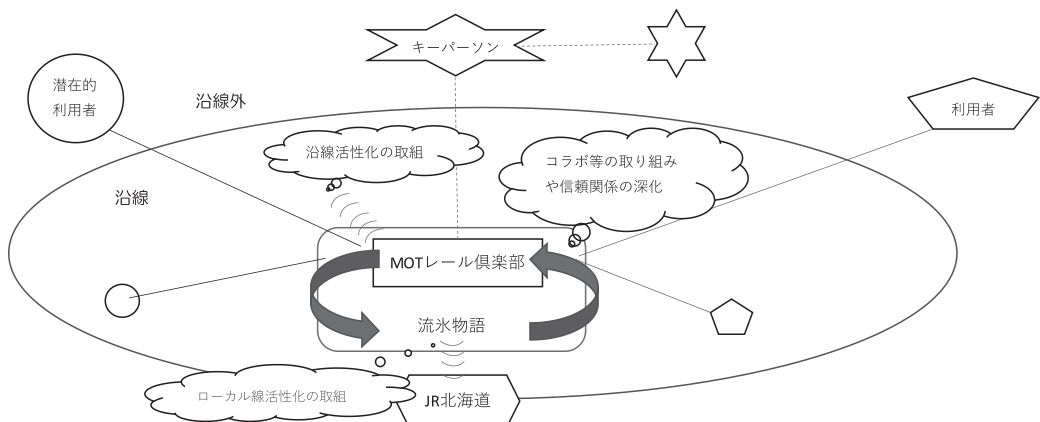 キーパーソン
潜在的
利用者
沿線外
利用者
沿線活性化の取組
コラボ等の取り組み
や信頼関係の深化
沿線
MOTレール倶楽部
流氷物語
ローカル線活性化の取組
JR北海道